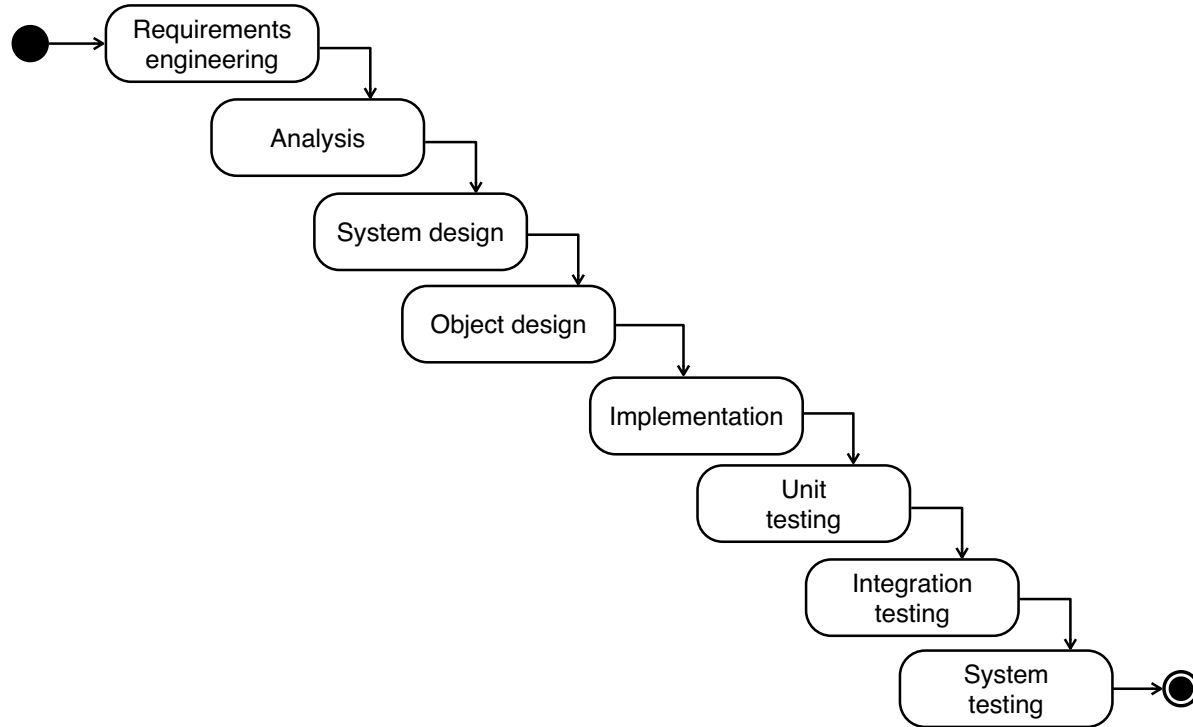 Requirements
engineering
Analysis
System design
Object design
Implementation
Unit
testing
Integration
testing
System
testing